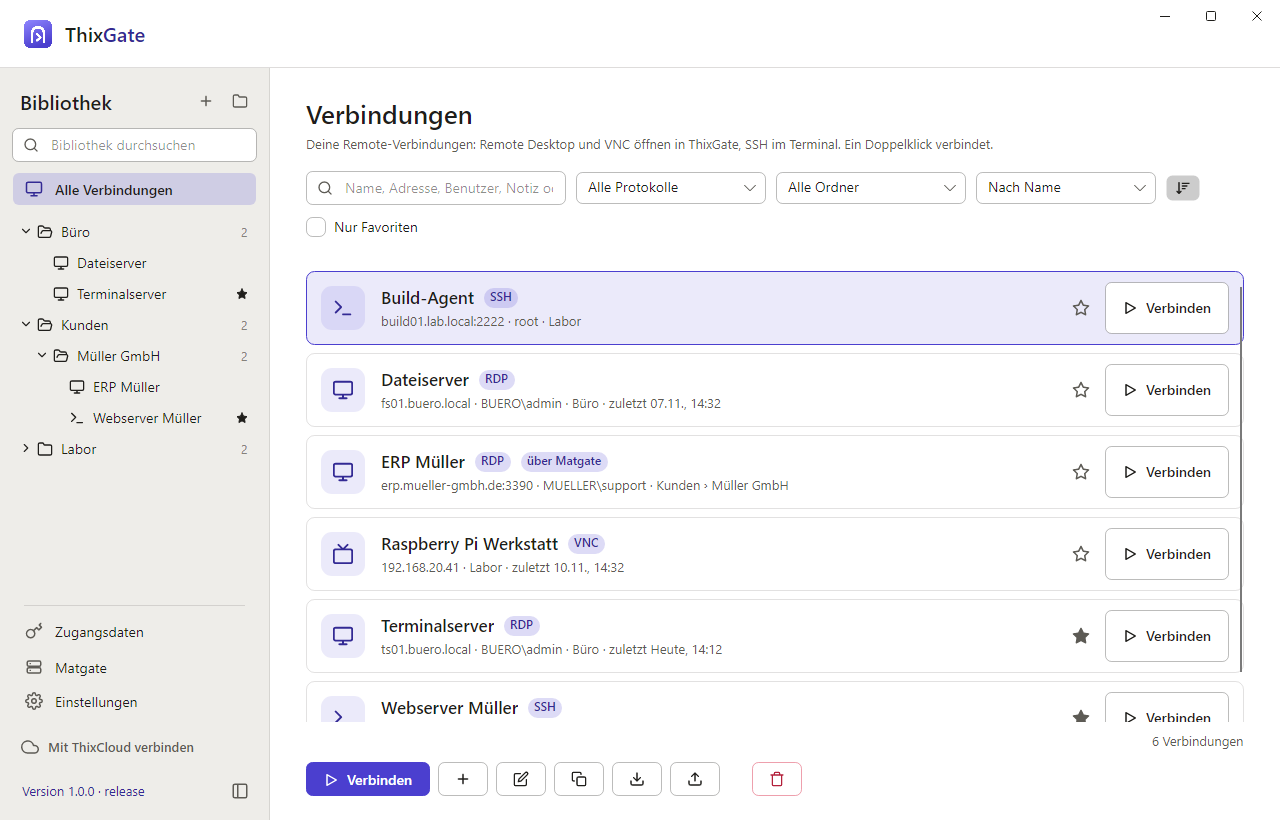 ThixGate
Bibliothek
Bibliothek durchsuchen
Alle Verbindungen
Büro 2
Dateiserver
Terminalserver
Kunden 2
Müller GmbH 2
ERP Müller
Webserver Müller
Labor 2
Zugangsdaten
Matgate
Einstellungen
Mit ThixCloud verbinden
Version 1.0.0 · release
Verbindungen
Deine Remote-Verbindungen: Remote Desktop und VNC öffnen in ThixGate, SSH im Terminal. Ein Doppelklick verbindet.
Name, Adresse, Benutzer, Notiz Alle Protokolle Alle Ordner Nach Name
Nur Favoriten
Build-Agent SSH
build01.lab.local:2222 · root · Labor
Verbinden
Dateiserver RDP
fs01.buero.local · BUERO\admin · Büro · zuletzt 07.11., 14:32
Verbinden
ERP Müller RDP über Matgate
erp.mueller-gmbh.de:3390 · MUELLER\support · Kunden › Müller GmbH
Verbinden
Raspberry Pi Werkstatt VNC
192.168.20.41 · Labor · zuletzt 10.11., 14:32
Verbinden
Terminalserver RDP
ts01.buero.local · BUERO\admin · Büro · zuletzt Heute, 14:12
Verbinden
Webserver Müller SSH
Verbinden
6 Verbindungen
Verbinden